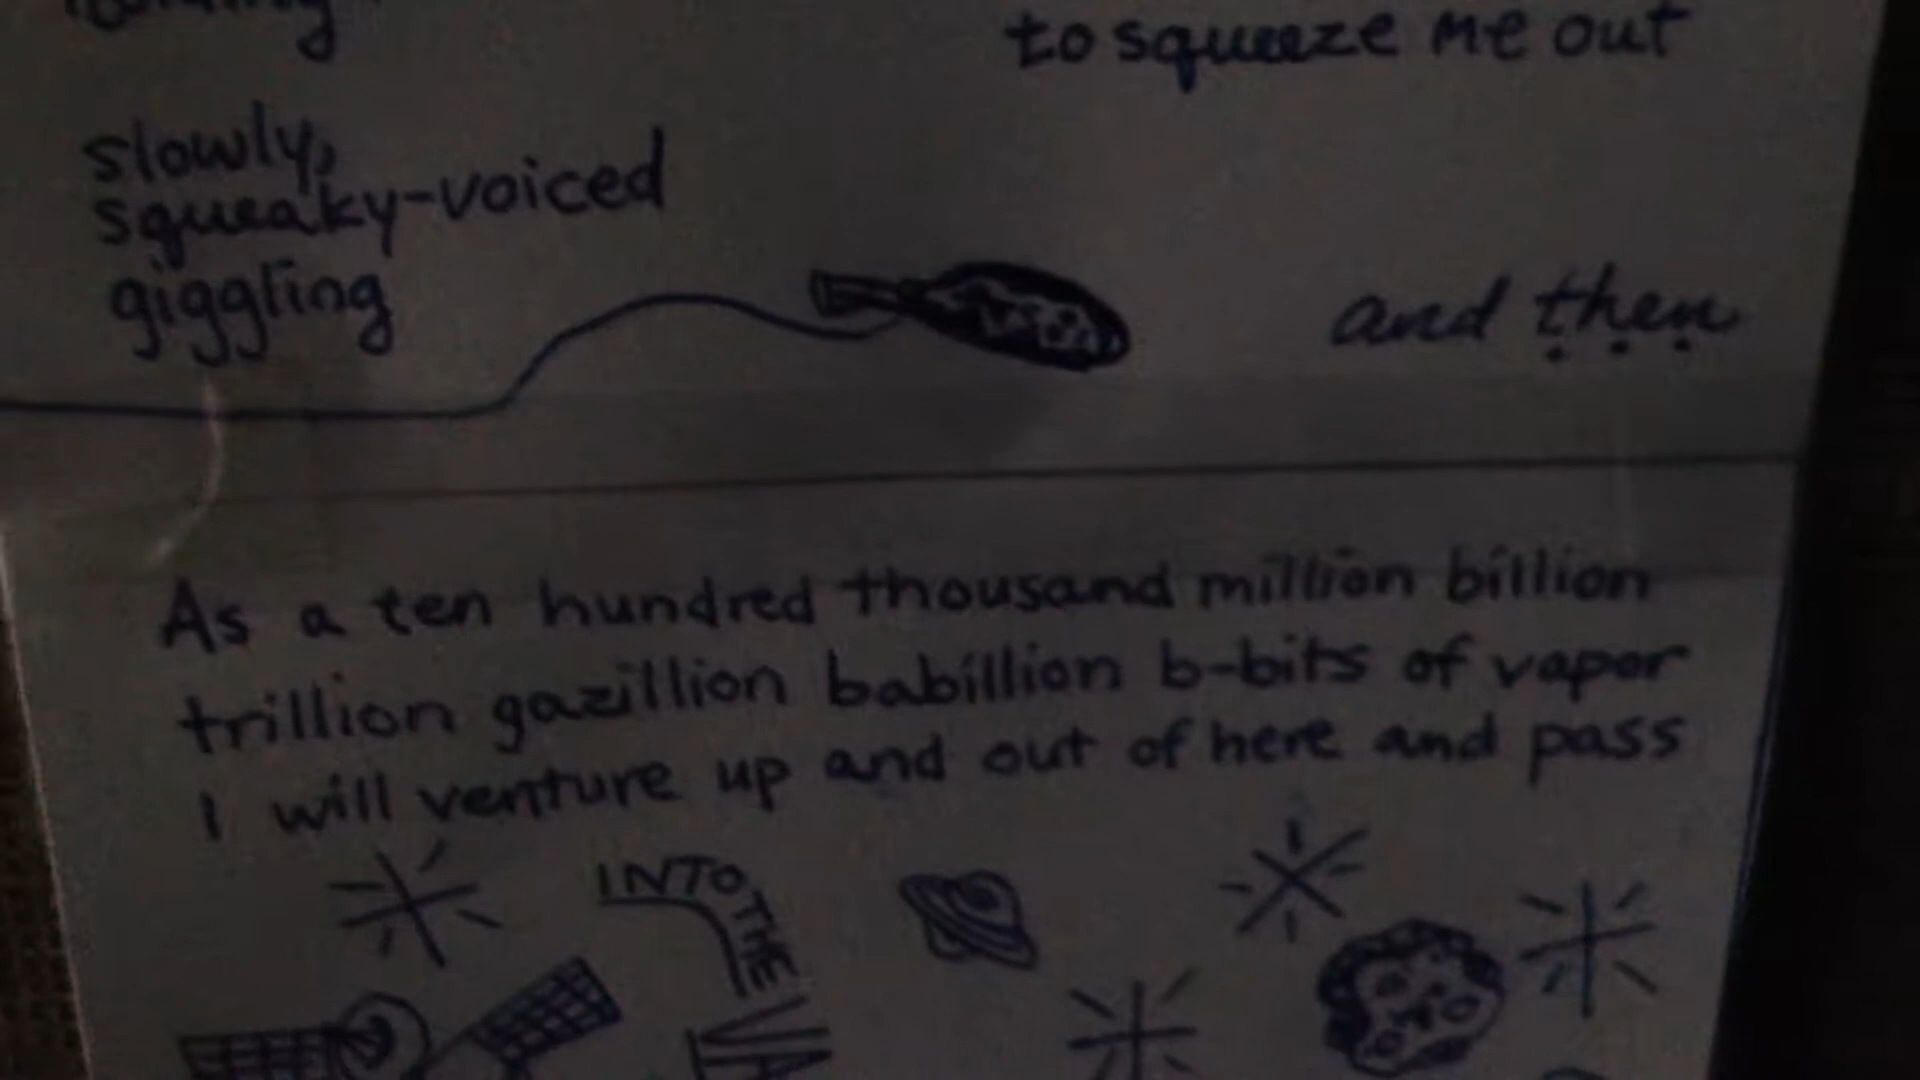 to squeeze me out
slowly,
squeaky-voiced
giggling
and then
As a ten hundred thousand million billion
trillion gazillion babillion b-bits of vapor
I will venture up and out of here and pass
INTO THE
VA